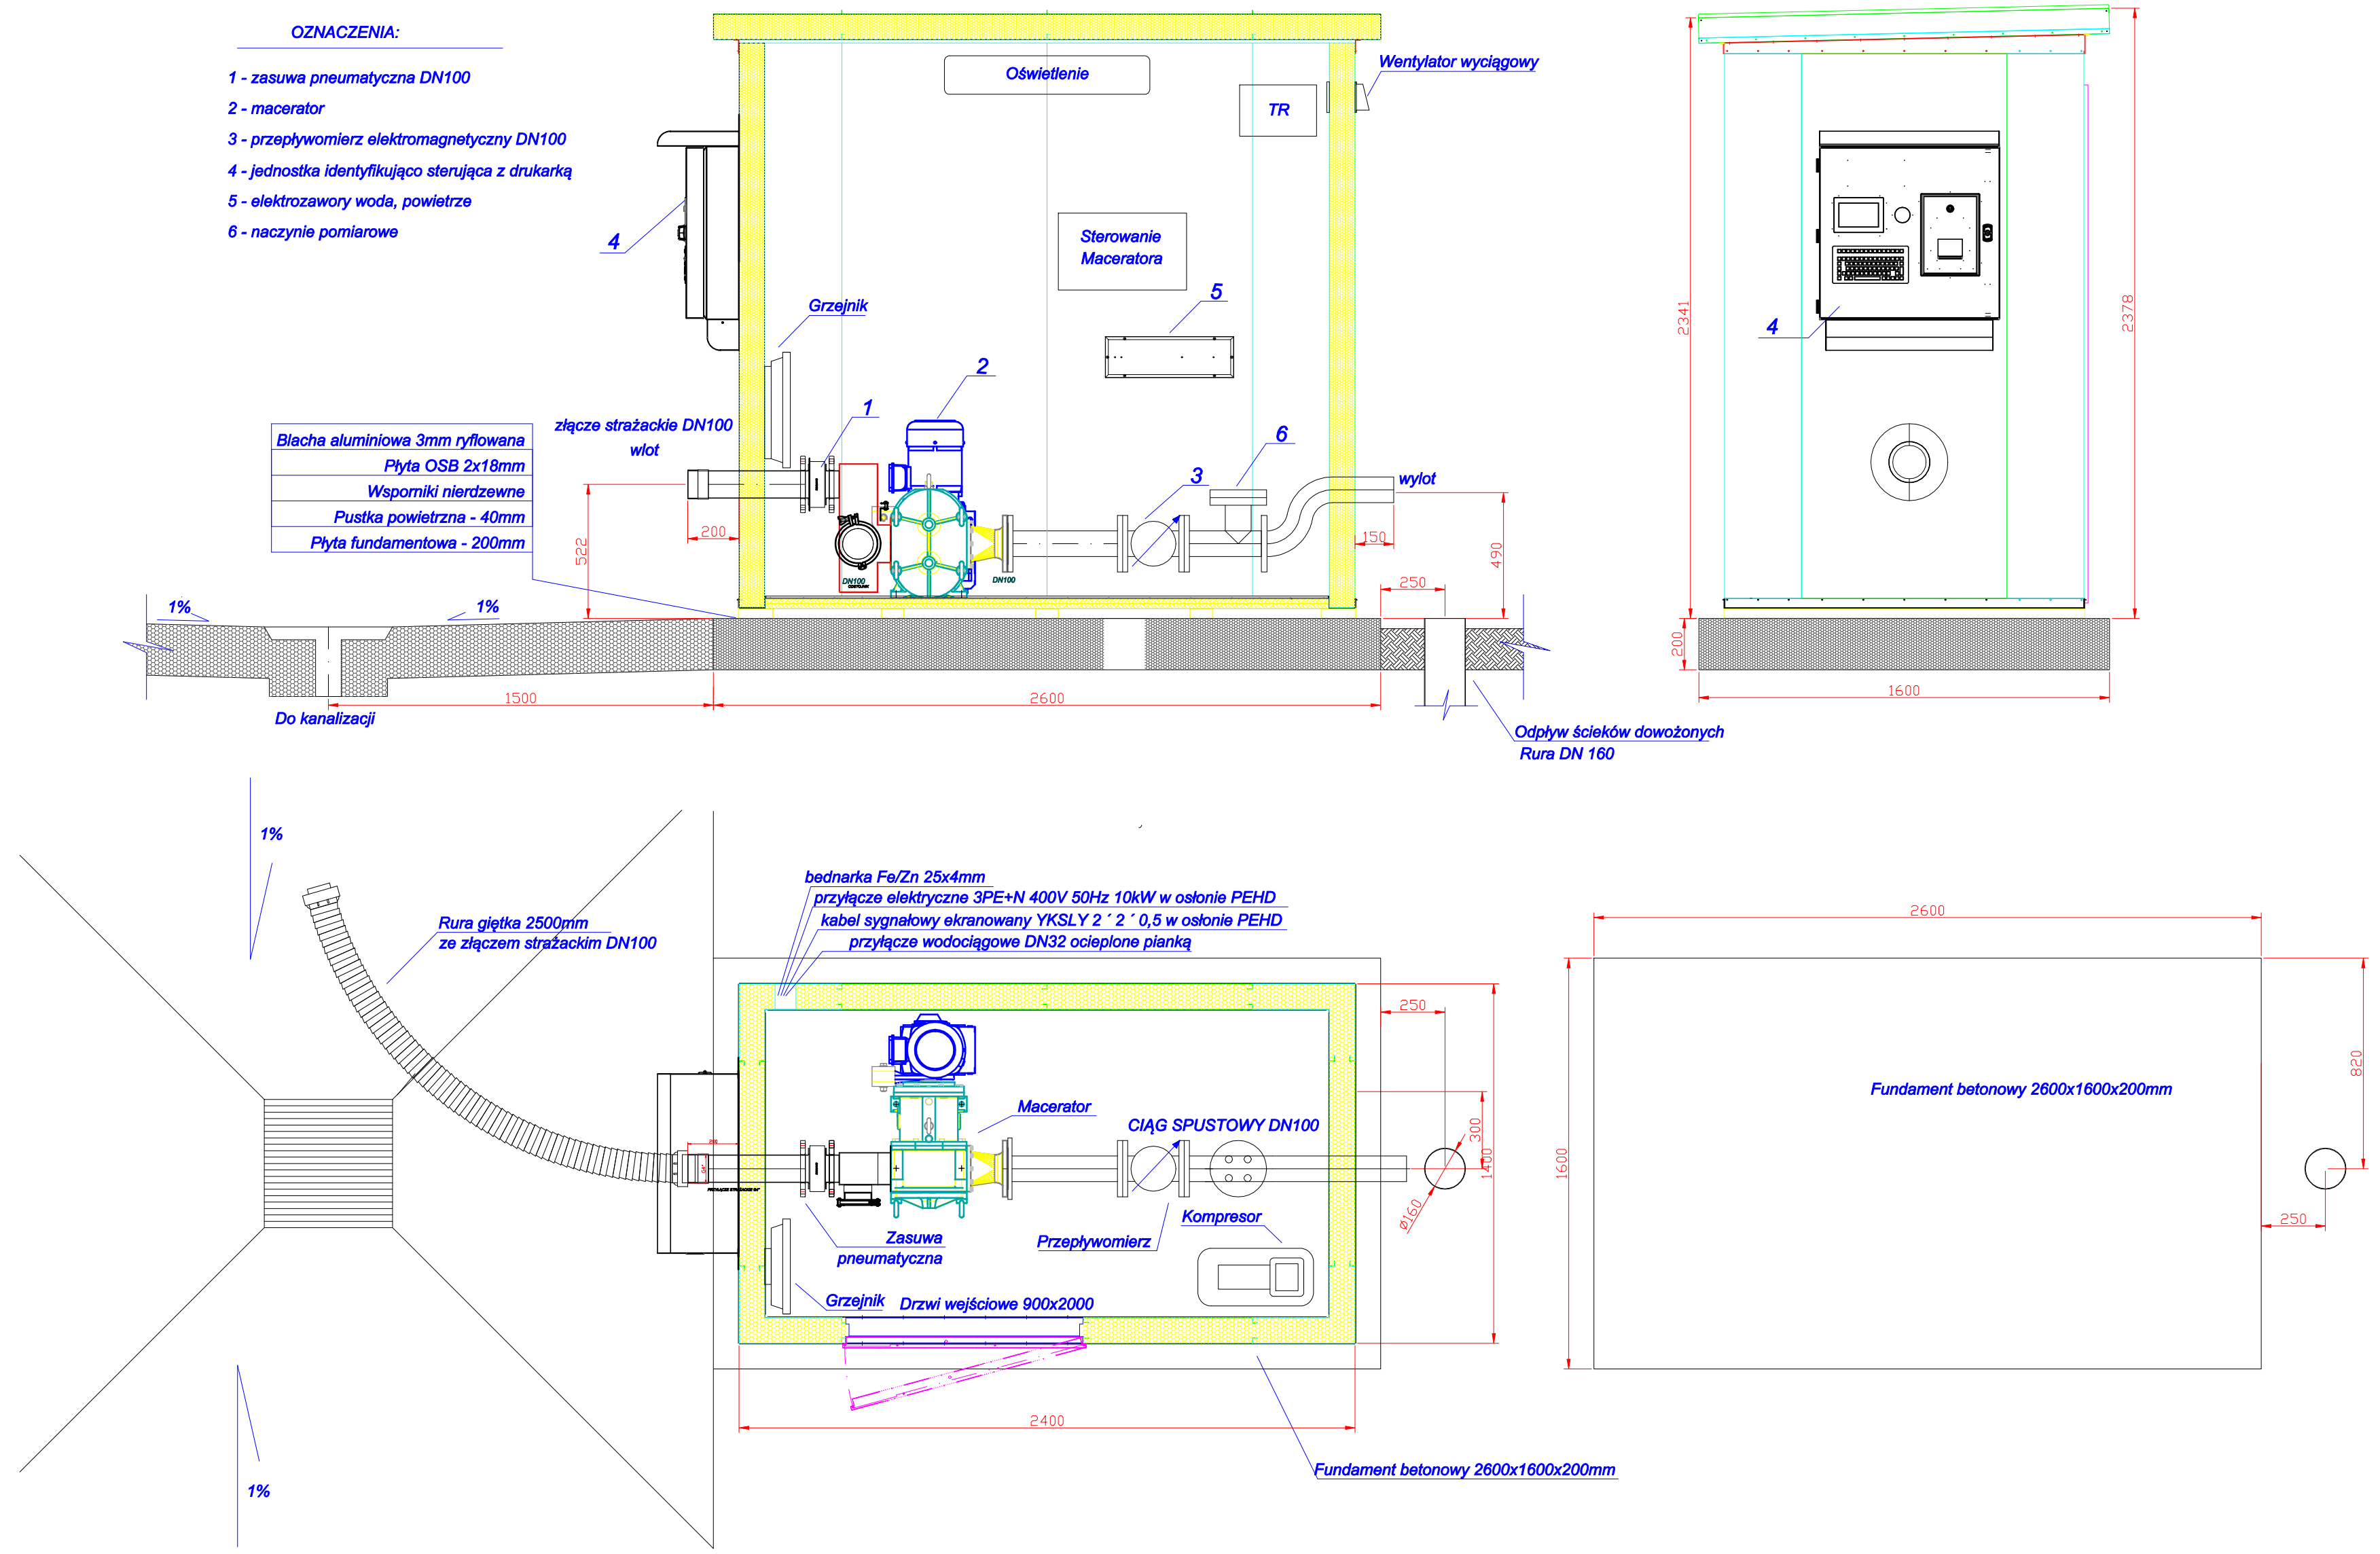 OZNACZENIA:
1 - zasuwa pneumatyczna DN100
2 - macerator
3 - przepływomierz elektromagnetyczny DN100
4 - jednostka identyfikująco sterująca z drukarką
5 - elektrozawory woda, powietrze
6 - naczynie pomiarowe
Oświetlenie
TR
Wentylator wyciągowy
Sterowanie
Maceratora
4
Grzejnik
5
2
1
6
3
złącze strażackie DN100
wlot
wylot
Blacha aluminiowa 3mm ryflowana
Płyta OSB 2x18mm
Wsporniki nierdzewne
Pustka powietrzna - 40mm
Płyta fundamentowa - 200mm
200
522
DN100
DN100
150
490
250
1%
1%
1500
2600
Do kanalizacji
Odpływ ścieków dowożonych
Rura DN 160
2341
2378
4
200
1600
1%
Rura giętka 2500mm
ze złączem strażackim DN100
bednarka Fe/Zn 25x4mm
przyłącze elektryczne 3PE+N 400V 50Hz 10kW w osłonie PEHD
kabel sygnałowy ekranowany YKSLY 2 ´ 2 ´ 0,5 w osłonie PEHD
przyłącze wodociągowe DN32 ocieplone pianką
Macerator
CIĄG SPUSTOWY DN100
250
300
1400
Ø160
Zasuwa
pneumatyczna
Przepływomierz
Kompresor
Grzejnik
Drzwi wejściowe 900x2000
2400
Fundament betonowy 2600x1600x200mm
1%
2600
1600
820
250
Fundament betonowy 2600x1600x200mm